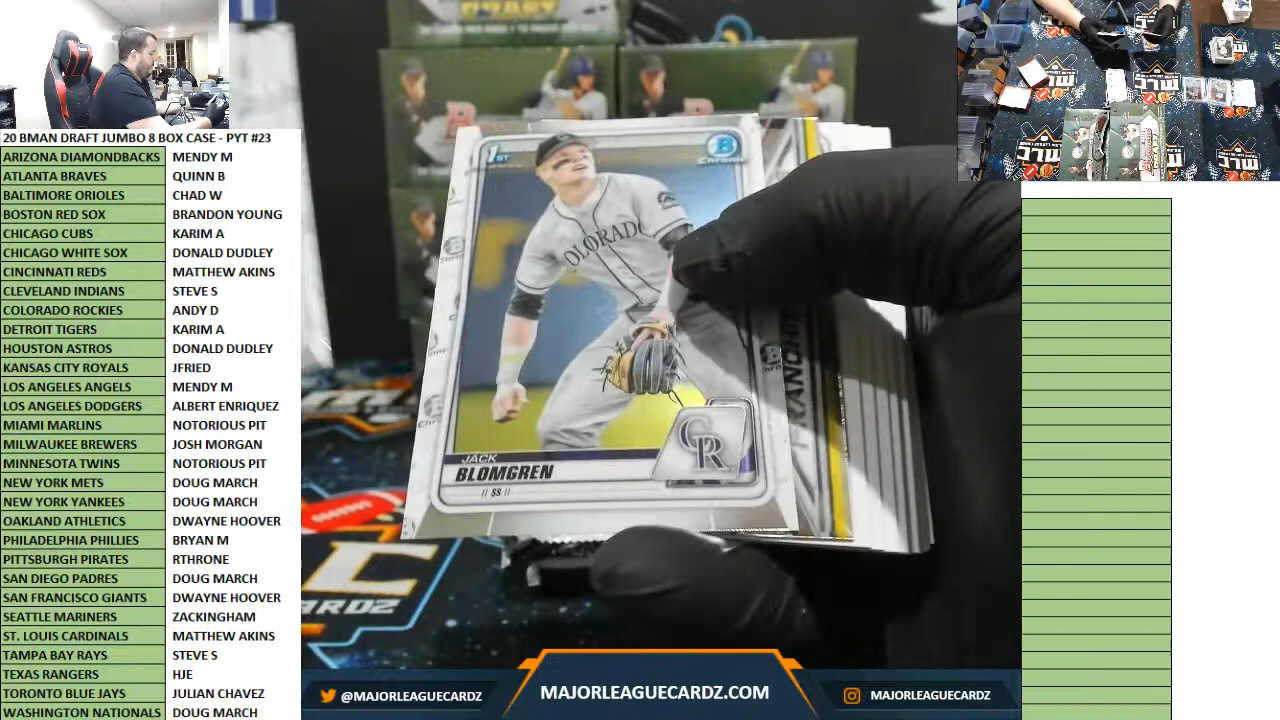 20 BMAN DRAFT JUMBO 8 BOX CASE - PYT #23
ARIZONA DIAMONDBACKS MENDY M
ATLANTA BRAVES QUINN B
BALTIMORE ORIOLES CHAD W
BOSTON RED SOX BRANDON YOUNG
CHICAGO CUBS KARIM A
CHICAGO WHITE SOX DONALD DUDLEY
CINCINNATI REDS MATTHEW AKINS
CLEVELAND INDIANS STEVE S
COLORADO ROCKIES ANDY D
DETROIT TIGERS KARIM A
HOUSTON ASTROS DONALD DUDLEY
KANSAS CITY ROYALS JFRIED
LOS ANGELES ANGELS MENDY M
LOS ANGELES DODGERS ALBERT ENRIQUEZ
MIAMI MARLINS NOTORIOUS PIT
MILWAUKEE BREWERS JOSH MORGAN
MINNESOTA TWINS NOTORIOUS PIT
NEW YORK METS DOUG MARCH
NEW YORK YANKEES DOUG MARCH
OAKLAND ATHLETICS DWAYNE HOOVER
PHILADELPHIA PHILLIES BRYAN M
PITTSBURGH PIRATES RTHRONE
SAN DIEGO PADRES DOUG MARCH
SAN FRANCISCO GIANTS DWAYNE HOOVER
SEATTLE MARINERS ZACKINGHAM
ST. LOUIS CARDINALS MATTHEW AKINS
TAMPA BAY RAYS STEVE S
TEXAS RANGERS HJE
TORONTO BLUE JAYS JULIAN CHAVEZ
WASHINGTON NATIONALS DOUG MARCH
1ST
B
Chrome
COLORADO
CR
JACK
BLOMGREN
// SS //
ARDZ
MLC
@MAJORLEAGUECARDZ
MAJORLEAGUECARDZ.COM
MAJORLEAGUECARDZ